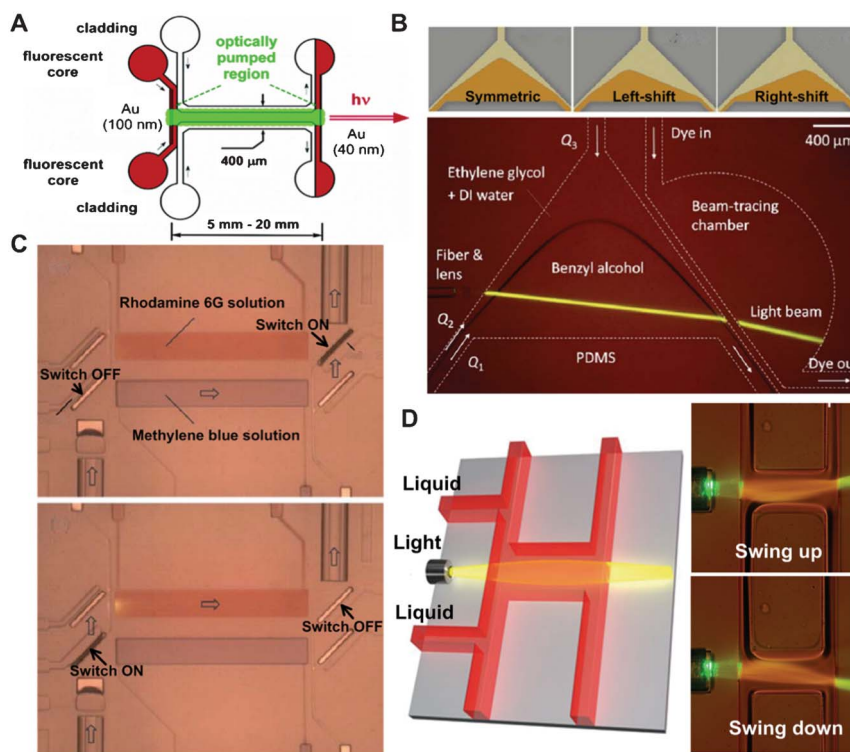 A
cladding
fluorescent
core
optically
pumped
region
hν
Au
(100 nm)
Au
(40 nm)
400 µm
fluorescent
core
cladding
5 mm - 20 mm
B
Symmetric
Left-shift
Right-shift
Q3
Dye in
400 µm
Ethylene glycol
+ DI water
Beam-tracing
chamber
Fiber &
lens
Benzyl alcohol
Light beam
Q2
Q1
PDMS
Dye out
C
Rhodamine 6G solution
Switch ON
Switch OFF
Methylene blue solution
Switch OFF
Switch ON
D
Liquid
Light
Liquid
Swing up
Swing down